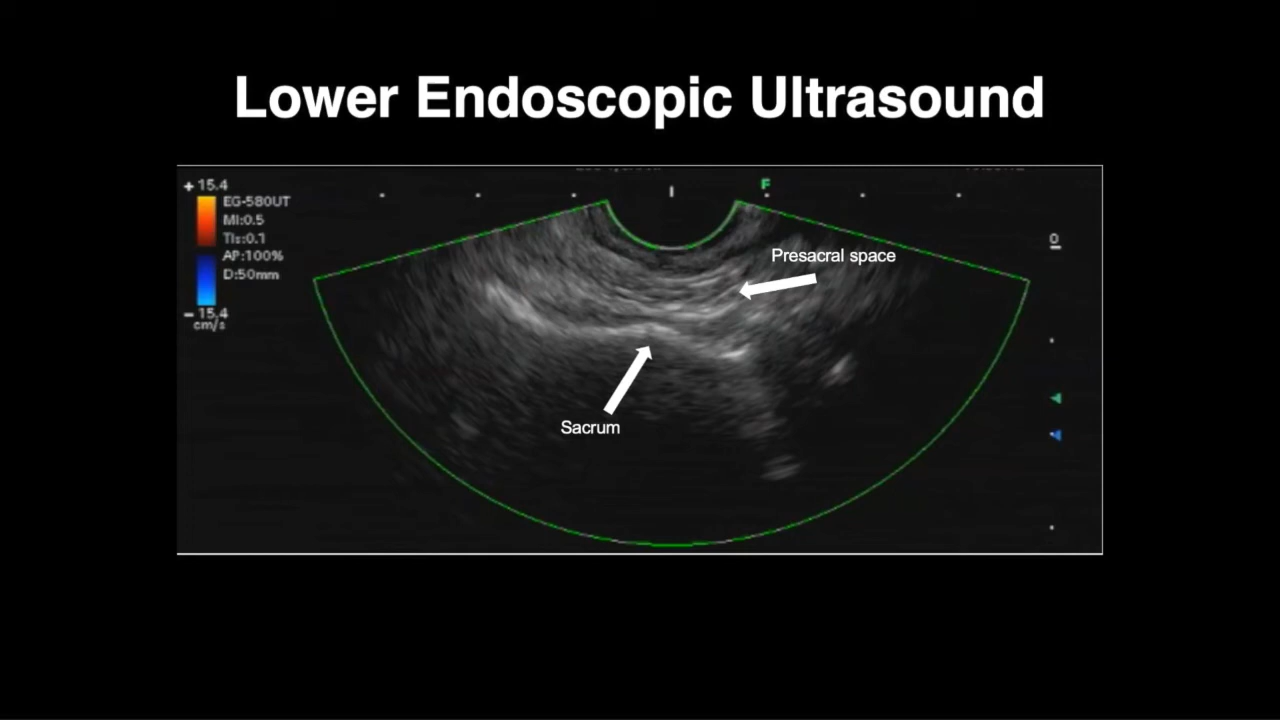 Lower Endoscopic Ultrasound
+ 15.4
EG-580UT
MI:0.5
TIs:0.1
AP:100%
D:50mm
- 15.4
cm/s
F
0
Presacral space
Sacrum